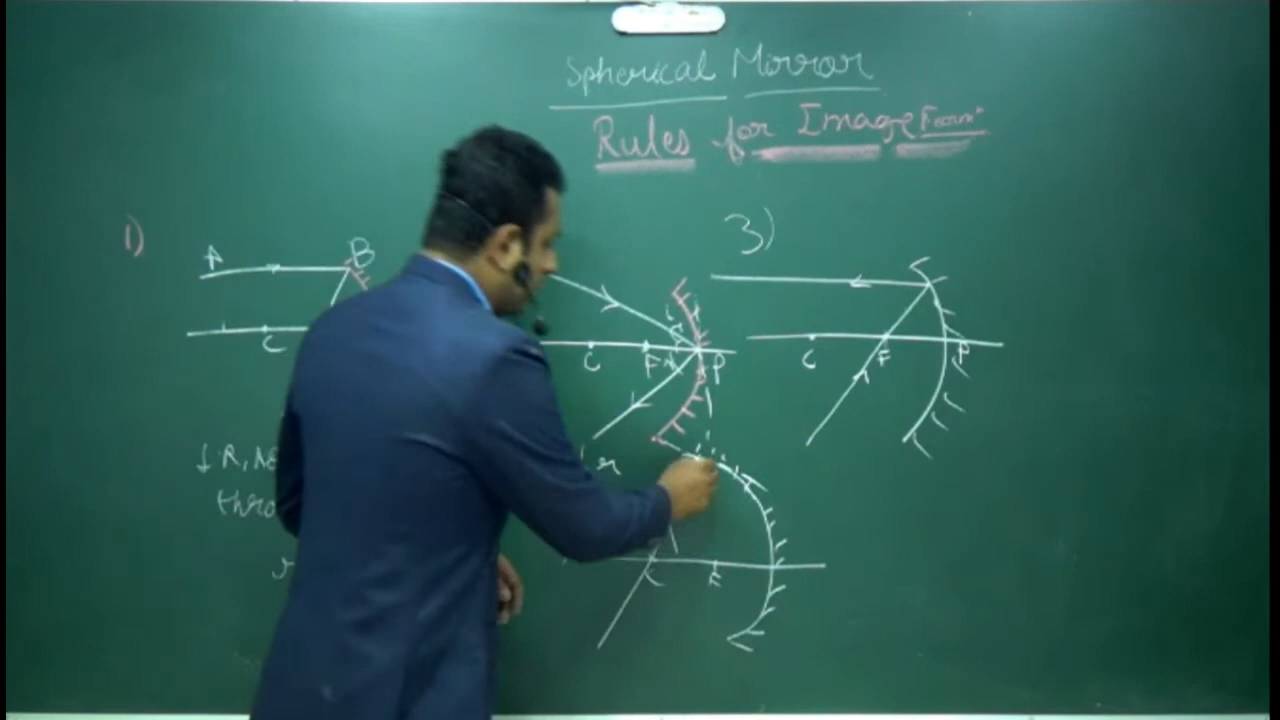 Spherical Mirror
Rules for Image Form^n
1)
A B
C
C F P
3)
S
C F P
C F